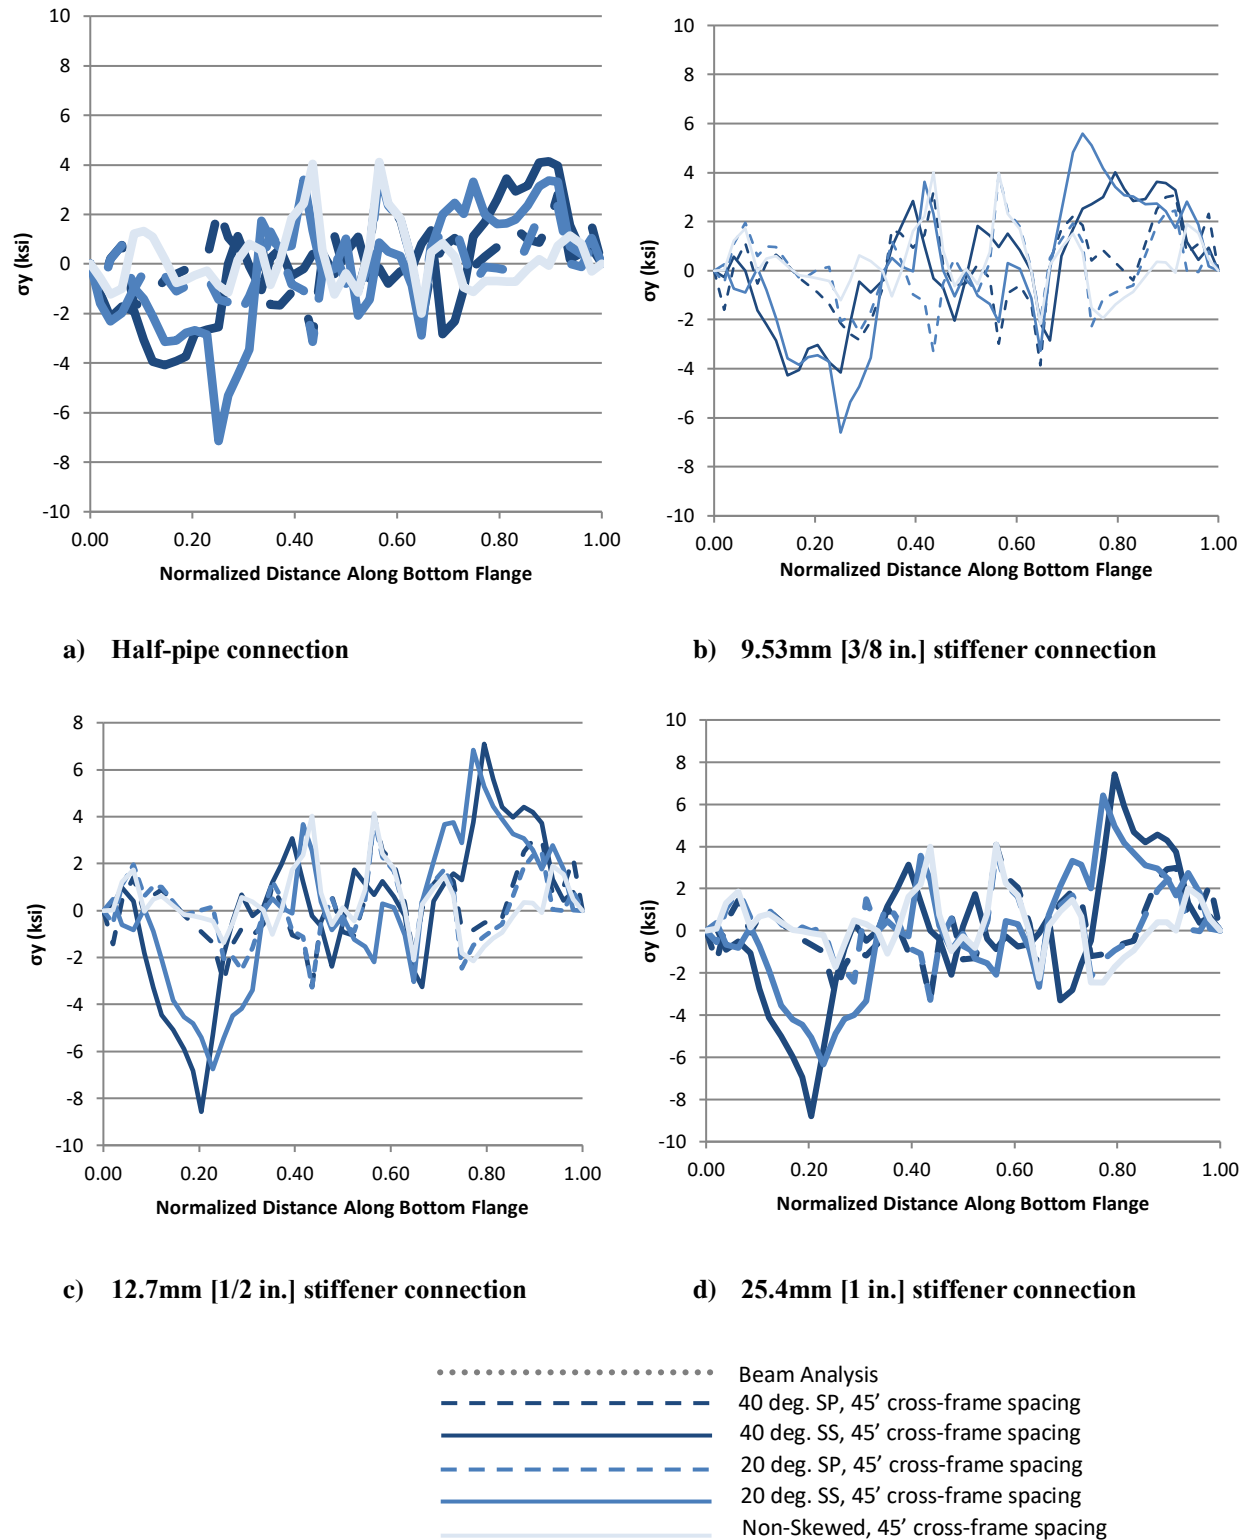 10
8
6
4
2
0
-2
-4
-6
-8
-10
σy (ksi)
0.00 0.20 0.40 0.60 0.80 1.00
Normalized Distance Along Bottom Flange
a) Half-pipe connection
10
8
6
4
2
0
-2
-4
-6
-8
-10
σy (ksi)
0.00 0.20 0.40 0.60 0.80 1.00
Normalized Distance Along Bottom Flange
b) 9.53mm [3/8 in.] stiffener connection
8
6
4
2
0
-2
-4
-6
-8
-10
σy (ksi)
0.00 0.20 0.40 0.60 0.80 1.00
Normalized Distance Along Bottom Flange
c) 12.7mm [1/2 in.] stiffener connection
10
8
6
4
2
0
-2
-4
-6
-8
-10
σy (ksi)
0.00 0.20 0.40 0.60 0.80 1.00
Normalized Distance Along Bottom Flange
d) 25.4mm [1 in.] stiffener connection
Beam Analysis
40 deg. SP, 45’ cross-frame spacing
40 deg. SS, 45’ cross-frame spacing
20 deg. SP, 45’ cross-frame spacing
20 deg. SS, 45’ cross-frame spacing
Non-Skewed, 45’ cross-frame spacing